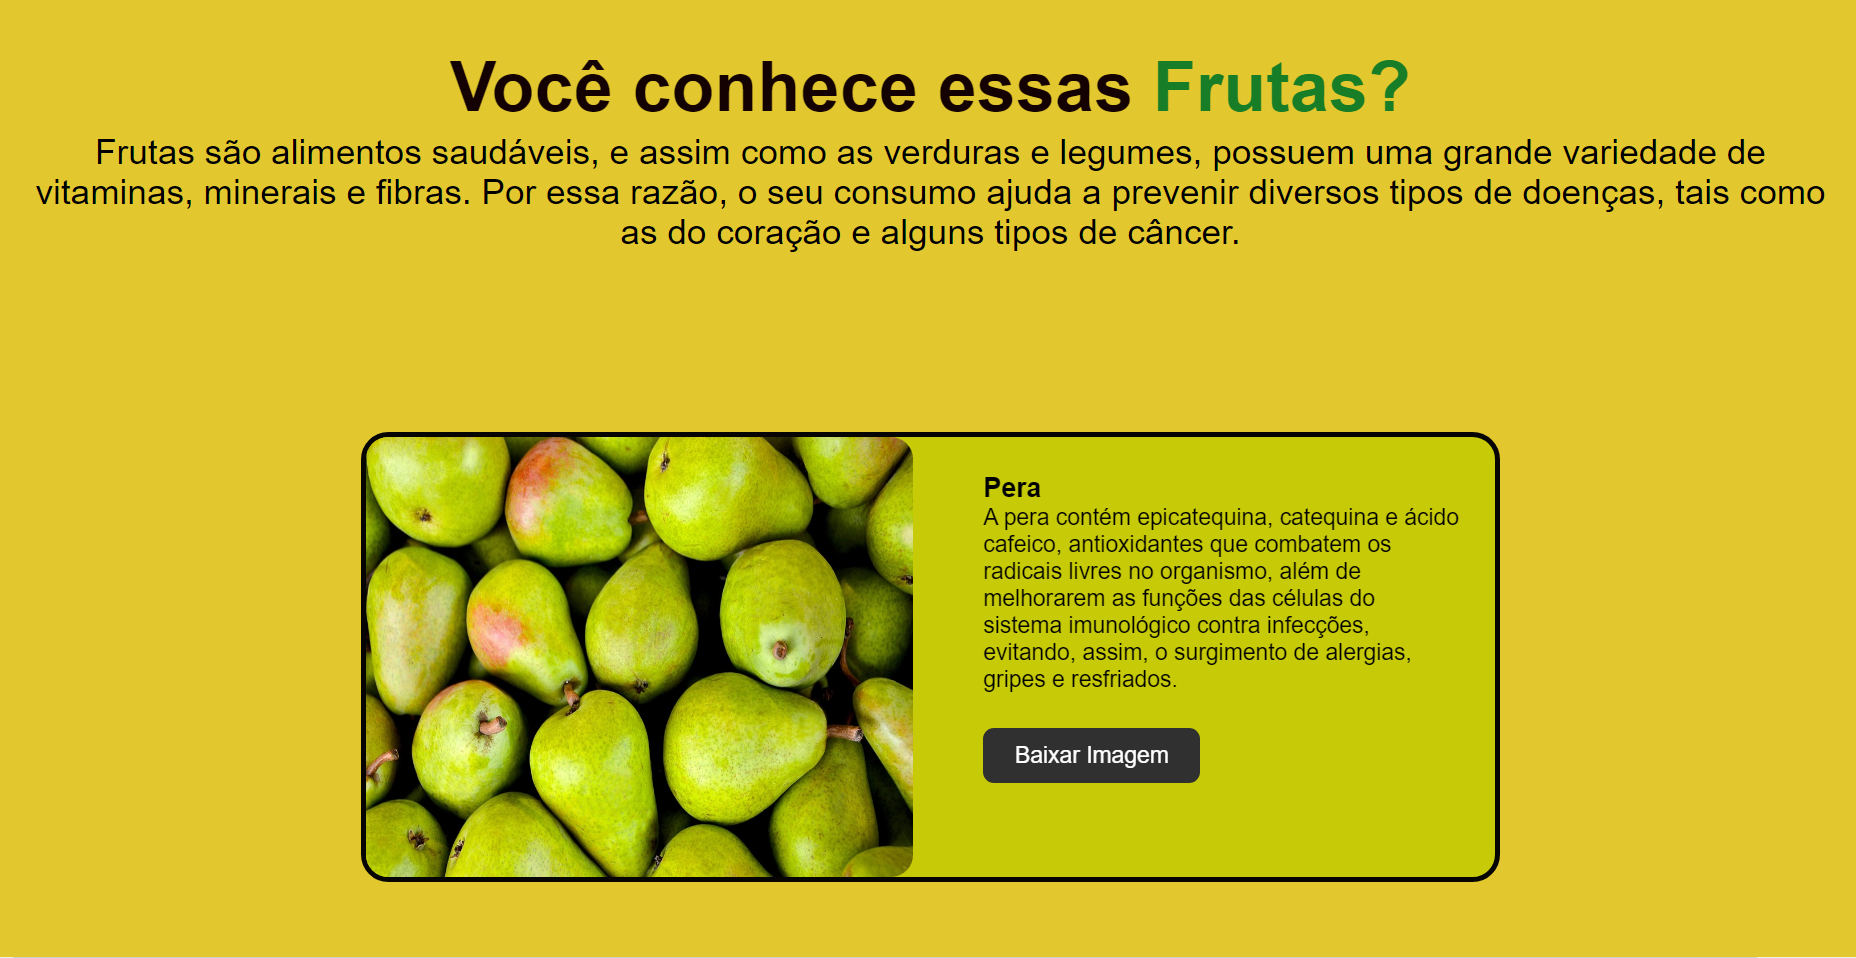 Você conhece essas Frutas?
Frutas são alimentos saudáveis, e assim como as verduras e legumes, possuem uma grande variedade de
vitaminas, minerais e fibras. Por essa razão, o seu consumo ajuda a prevenir diversos tipos de doenças, tais como
as do coração e alguns tipos de câncer.
Pera
A pera contém epicatequina, catequina e ácido
cafeico, antioxidantes que combatem os
radicais livres no organismo, além de
melhorarem as funções das células do
sistema imunológico contra infecções,
evitando, assim, o surgimento de alergias,
gripes e resfriados.
Baixar Imagem